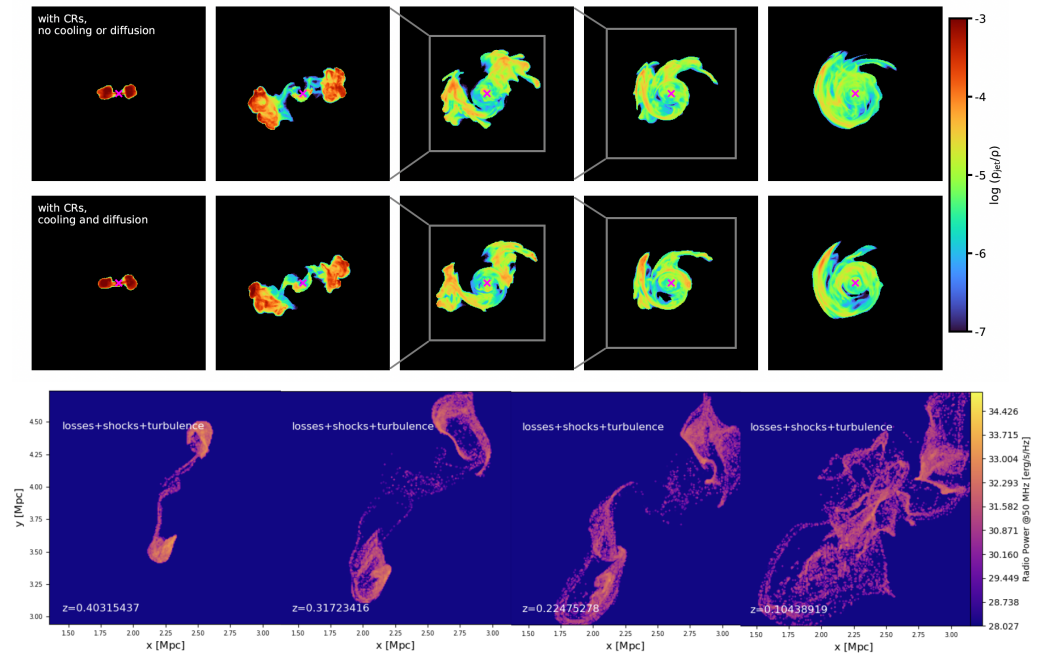 with CRs,
no cooling or diffusion
-3
-4
-5
-6
-7
log (ρjet/ρ)
with CRs,
cooling and diffusion
losses+shocks+turbulence
losses+shocks+turbulence
losses+shocks+turbulence
losses+shocks+turbulence
z=0.40315437
z=0.31723416
z=0.22475278
z=0.10438919
y [Mpc]
4.50
4.25
4.00
3.75
3.50
3.25
3.00
1.50 1.75 2.00 2.25 2.50 2.75 3.00
1.50 1.75 2.00 2.25 2.50 2.75 3.00
1.50 1.75 2.00 2.25 2.50 2.75 3.00
1.50 1.75 2.00 2.25 2.50 2.75 3.00
x [Mpc]
x [Mpc]
x [Mpc]
x [Mpc]
34.426
33.715
33.004
32.293
31.582
30.871
30.160
29.449
28.738
28.027
Radio Power @50 MHz [erg/s/Hz]